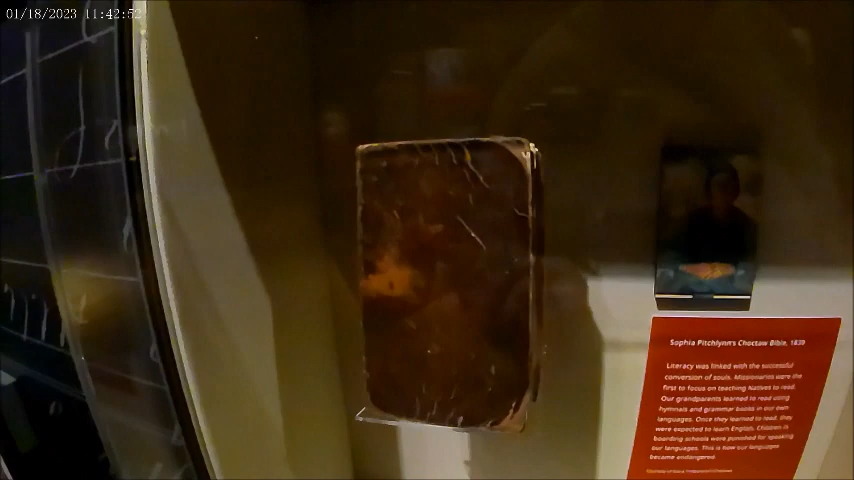 01/18/2023 11:42:52
Sophia Pitchlynn's Choctaw Bible, 1839
Literacy was linked with the successful
conversion of souls. Missionaries were the
first to focus on teaching Natives to read.
Our grandparents learned to read using
hymnals and grammar books in our own
languages. Once they learned to read, they
were expected to learn English. Children in
boarding schools were punished for speaking
our languages. This is how our languages
became endangered.